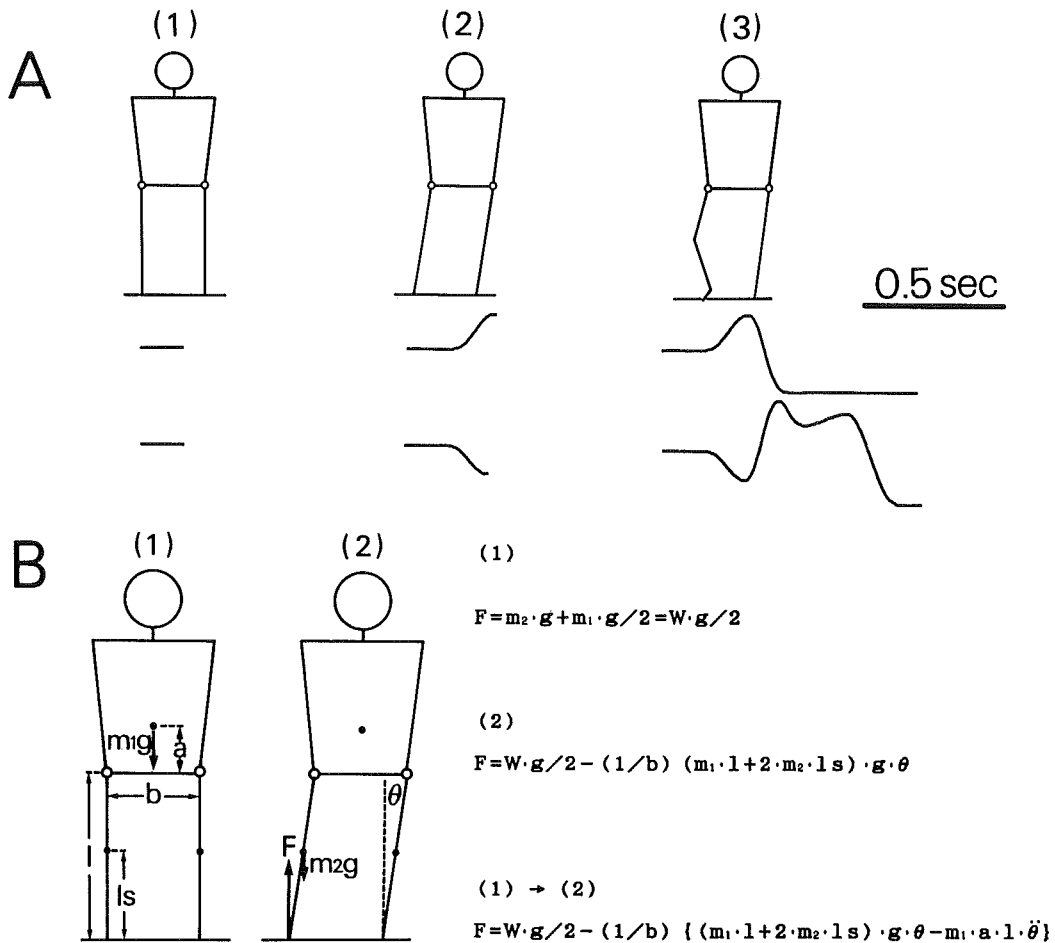 (1) (2) (3)
A
0.5 sec
B
(1) (2)
m₁g
a
b
l
ls
θ
F
m₂g
(1)
F=m₂·g+m₁·g/2=W·g/2
(2)
F=W·g/2-(1/b)(m₁·l+2·m₂·ls)·g·θ
(1) → (2)
F=W·g/2-(1/b){(m₁·l+2·m₂·ls)·g·θ-m₁·a·l·θ̈}